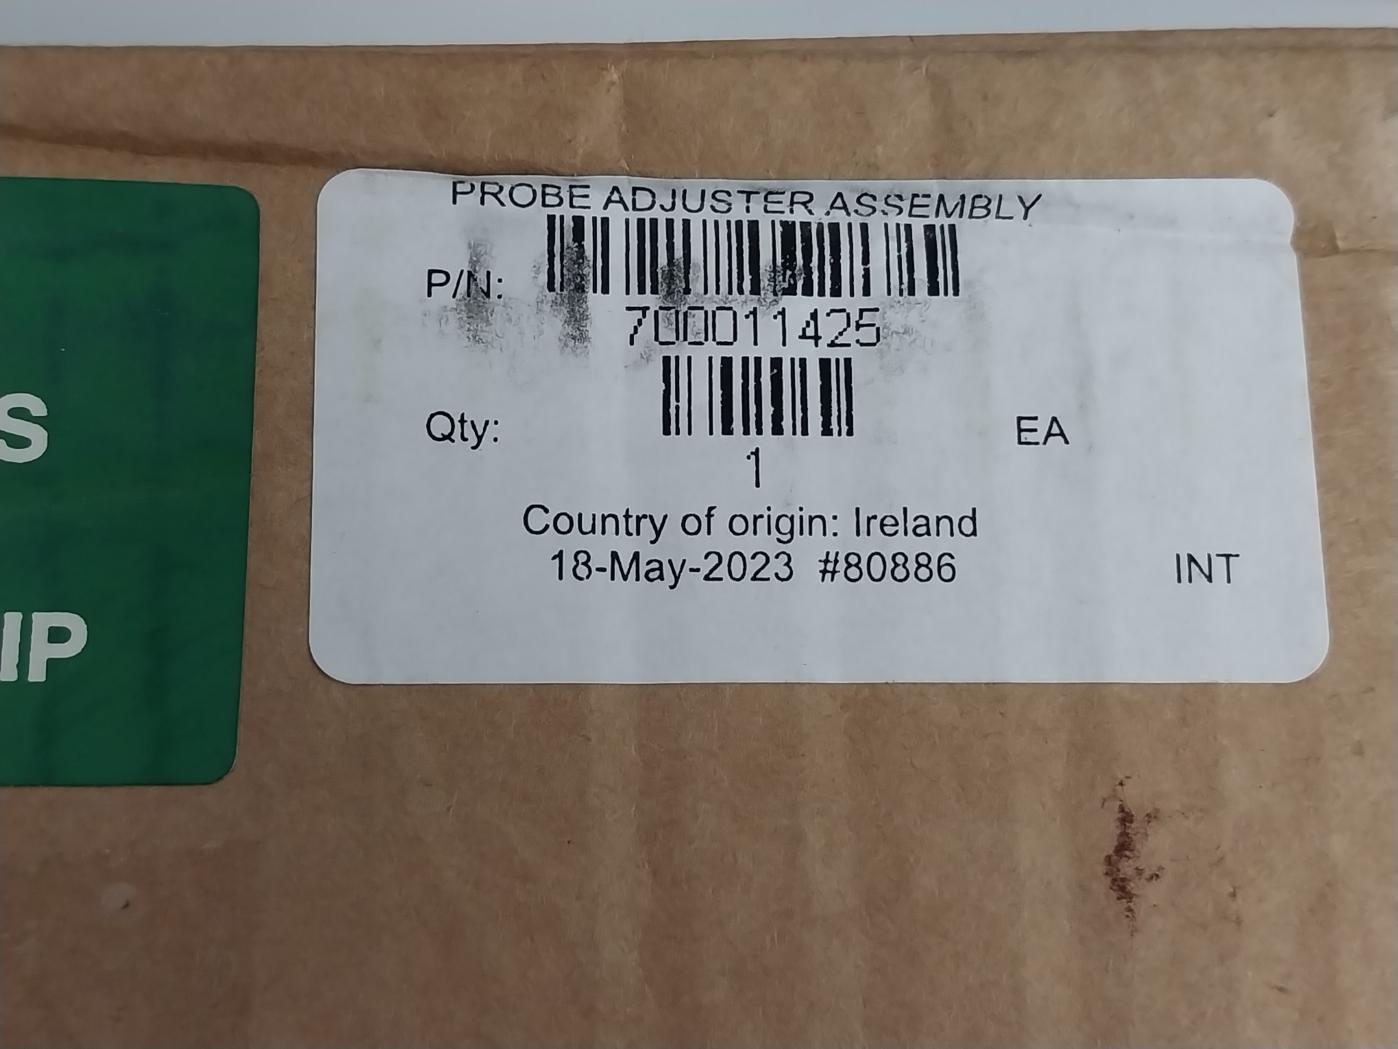 PROBE ADJUSTER ASSEMBLY
P/N:
700011425
Qty: EA
1
Country of origin: Ireland
18-May-2023 #80886 INT
S
IP